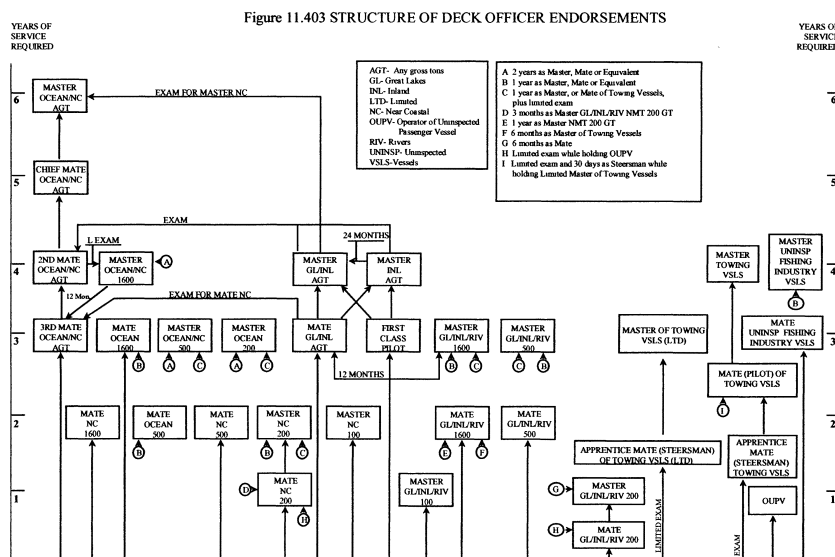 Figure 11.403 STRUCTURE OF DECK OFFICER ENDORSEMENTS
YEARS OF
SERVICE
REQUIRED
YEARS OF
SERVICE
REQUIRED
AGT- Any gross tons
GL- Great Lakes
INL- Inland
LTD- Limited
NC- Near Coastal
OUPV- Operator of Uninspected
Passenger Vessel
RIV- Rivers
UNINSP- Uninspected
VSLS-Vessels
A 2 years as Master, Mate or Equivalent
B 1 year as Master, Mate or Equivalent
C 1 year as Master, or Mate of Towing Vessels,
plus limited exam
D 3 months as Master GL/INL/RIV NMT 200 GT
E 1 year as Master NMT 200 GT
F 6 months as Master of Towing Vessels
G 6 months as Mate
H Limited exam while holding OUPV
I Limited exam and 30 days as Steersman while
holding Limited Master of Towing Vessels
6
MASTER
OCEAN/NC
AGT
EXAM FOR MASTER NC
6
5
CHIEF MATE
OCEAN/NC
AGT
5
EXAM
L EXAM
24 MONTHS
4
2ND MATE
OCEAN/NC
AGT
MASTER
OCEAN/NC
1600
A
MASTER
GL/INL
AGT
MASTER
INL
AGT
MASTER
TOWING
VSLS
MASTER
UNINSP
FISHING
INDUSTRY
VSLS
B
4
12 Mon.
EXAM FOR MATE NC
3
3RD MATE
OCEAN/NC
AGT
MATE
OCEAN
1600
B
MASTER
OCEAN/NC
500
A
C
MASTER
OCEAN
200
A
C
MATE
GL/INL
AGT
FIRST
CLASS
PILOT
MASTER
GL/INL/RIV
1600
B
C
MASTER
GL/INL/RIV
500
C
B
MASTER OF TOWING
VSLS (LTD)
MATE
UNINSP FISHING
INDUSTRY VSLS
3
12 MONTHS
MATE (PILOT) OF
TOWING VSLS
I
2
MATE
NC
1600
MATE
OCEAN
500
B
MATE
NC
500
MASTER
NC
200
B
C
MASTER
NC
100
MATE
GL/INL/RIV
1600
E
F
MATE
GL/INL/RIV
500
APPRENTICE MATE (STEERSMAN)
OF TOWING VSLS (LTD)
APPRENTICE
MATE
(STEERSMAN)
TOWING VSLS
2
1
D
MATE
NC
200
H
MASTER
GL/INL/RIV
100
G
MASTER
GL/INL/RIV 200
H
MATE
GL/INL/RIV 200
LIMITED EXAM
EXAM
OUPV
1